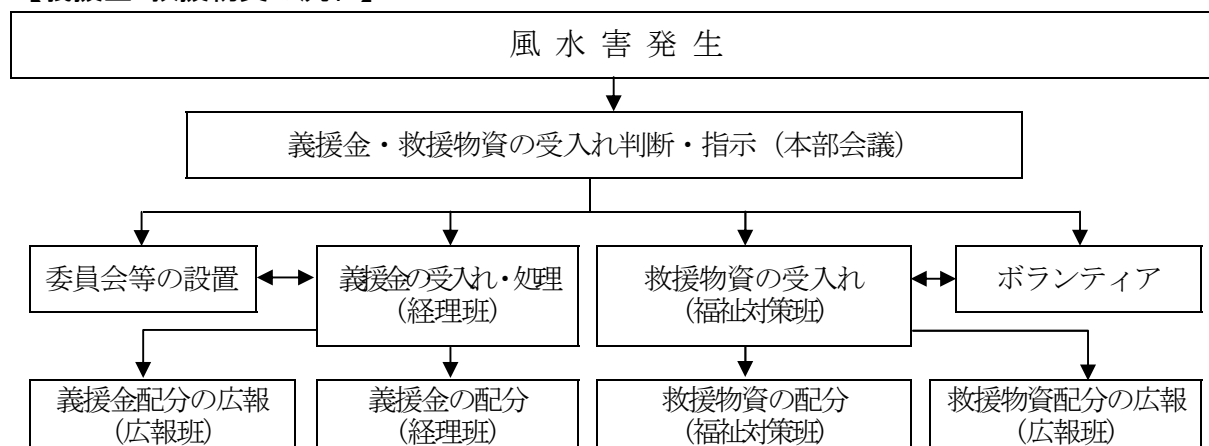 風 水 害 発 生
義援金・救援物資の受入れ判断・指示（本部会議）
委員会等の設置
義援金の受入れ・処理
（経理班）
救援物資の受入れ
（福祉対策班）
ボランティア
義援金配分の広報
（広報班）
義援金の配分
（経理班）
救援物資の配分
（福祉対策班）
救援物資配分の広報
（広報班）